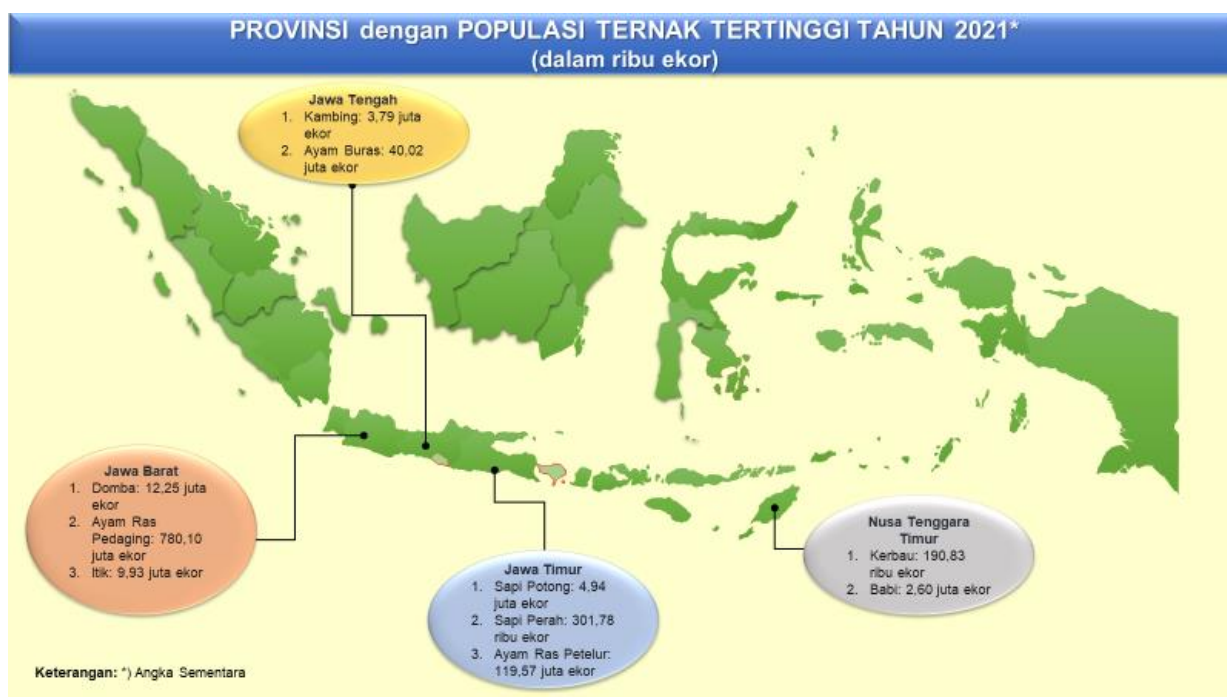 PROVINSI dengan POPULASI TERNAK TERTINGGI TAHUN 2021*
(dalam ribu ekor)
Jawa Tengah
1. Kambing: 3,79 juta
ekor
2. Ayam Buras: 40,02
juta ekor
Jawa Barat
1. Domba: 12,25 juta
ekor
2. Ayam Ras
Pedaging: 780,10
juta ekor
3. Itik: 9,93 juta ekor
Jawa Timur
1. Sapi Potong: 4,94
juta ekor
2. Sapi Perah: 301,78
ribu ekor
3. Ayam Ras Petelur:
119,57 juta ekor
Nusa Tenggara
Timur
1. Kerbau: 190,83
ribu ekor
2. Babi: 2,60 juta ekor
Keterangan: *) Angka Sementara